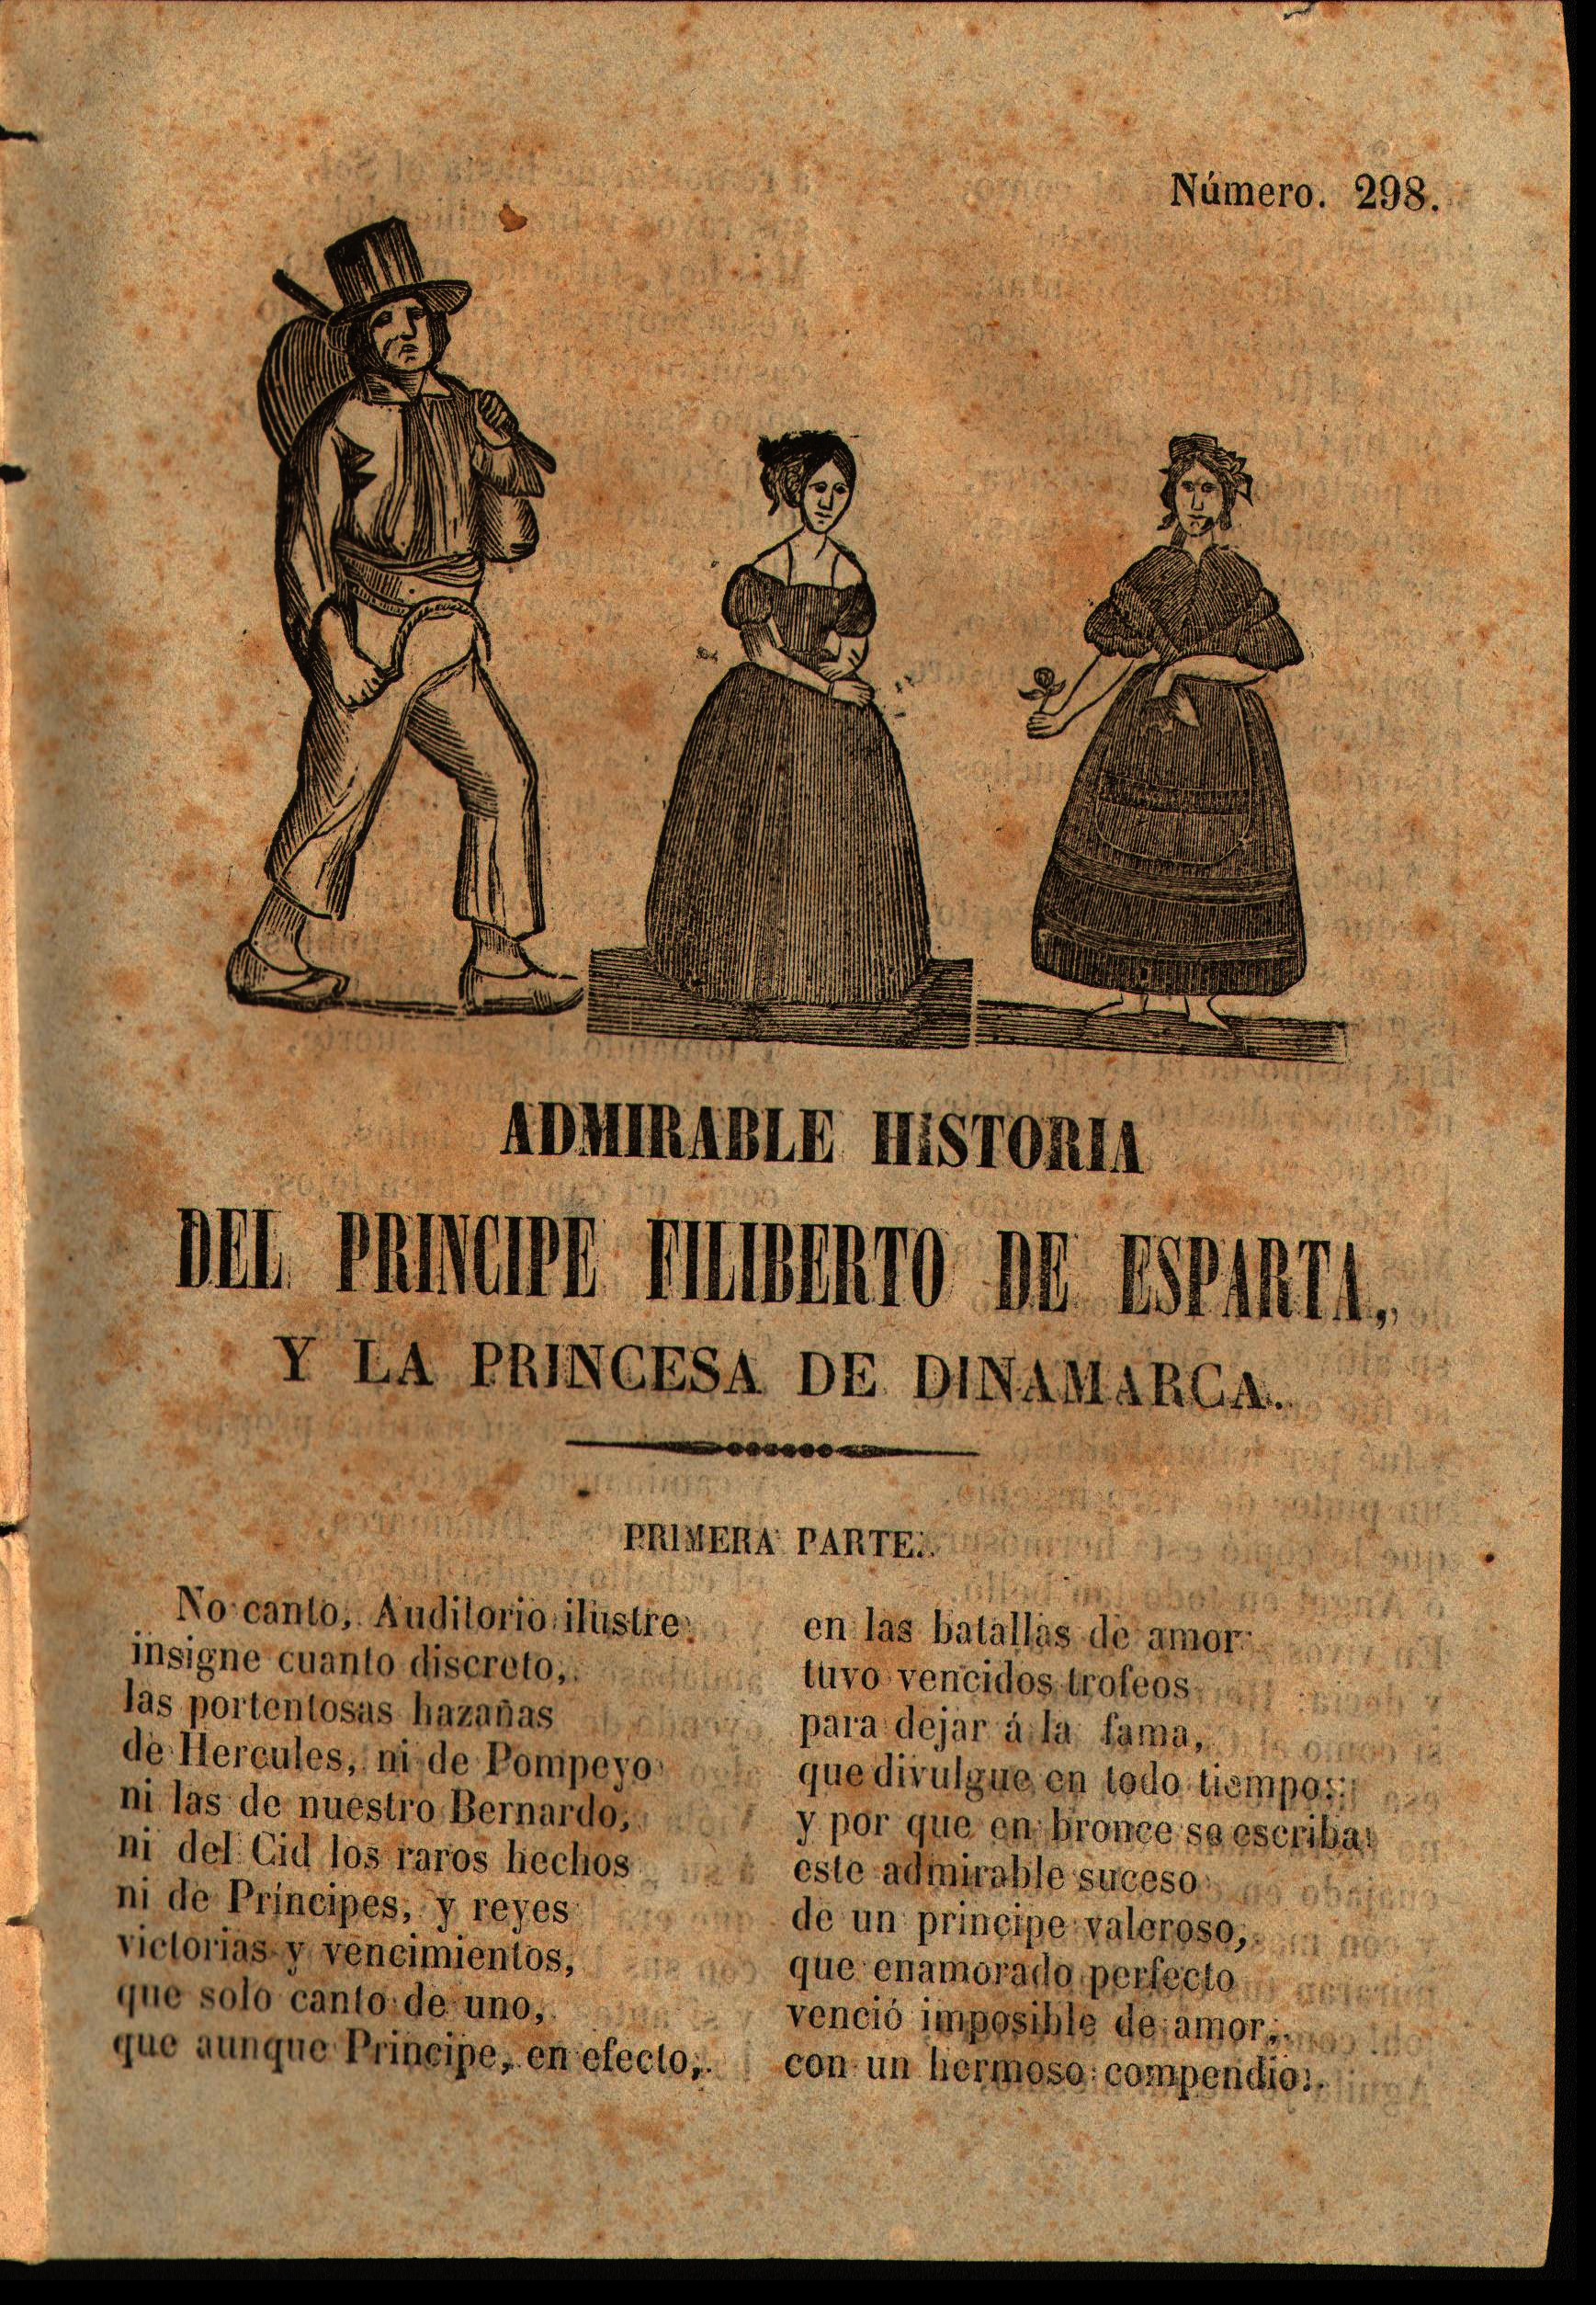 Número. 298.
ADMIRABLE HISTORIA
DEL PRINCIPE FILIBERTO DE ESPARTA,
Y LA PRINCESA DE DINAMARCA.
PRIMERA PARTE.
No canto, Auditorio ilustre
insigne cuanto discreto,
las portentosas hazañas
de Hercules, ni de Pompeyo
ni las de nuestro Bernardo,
ni del Cid los raros hechos
ni de Príncipes, y reyes
victorias y vencimientos,
que solo canto de uno,
que aunque Principe, en efecto,
en las batallas de amor
tuvo vencidos trofeos
para dejar á la fama,
que divulgue en todo tiempo:
y por que en bronce se escriba
este admirable suceso
de un principe valeroso,
que enamorado perfecto
venció imposible de amor,
con un hermoso compendio.